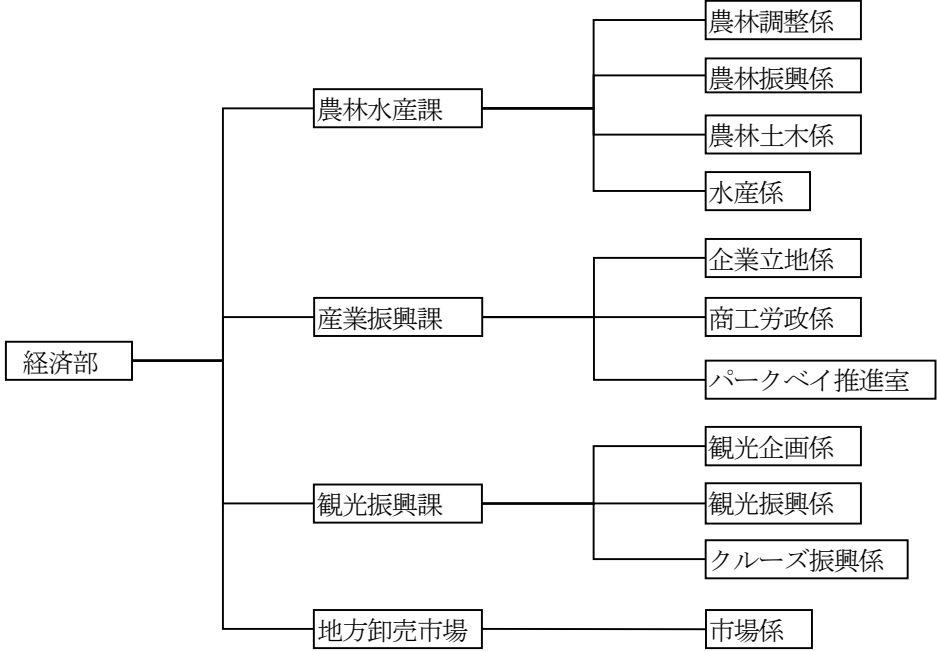 経済部
農林水産課
農林調整係
農林振興係
農林土木係
水産係
産業振興課
企業立地係
商工労政係
パークベイ推進室
観光振興課
観光企画係
観光振興係
クルーズ振興係
地方卸売市場
市場係